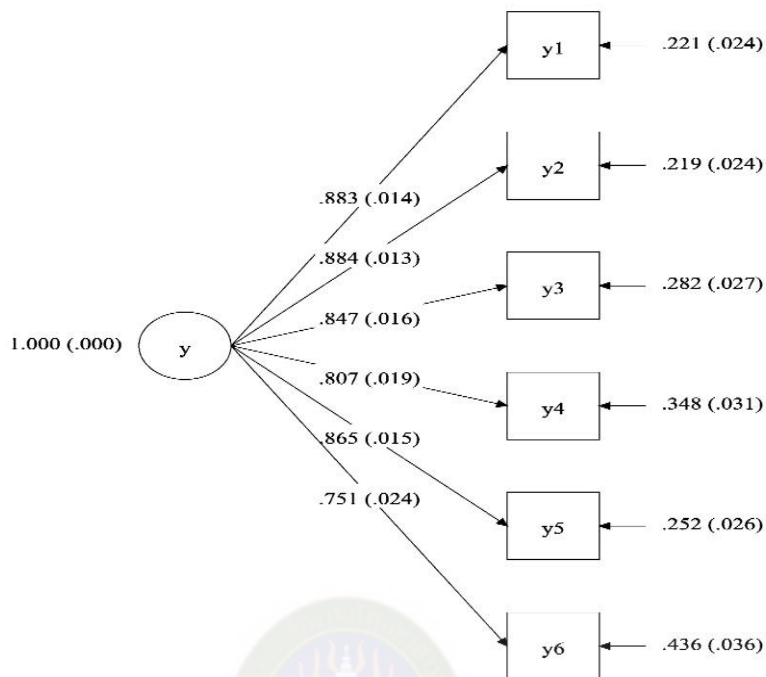 y1
.221 (.024)
y2
.219 (.024)
.883 (.014)
.884 (.013)
y3
.282 (.027)
.847 (.016)
1.000 (.000)
y
.807 (.019)
y4
.348 (.031)
.865 (.015)
.751 (.024)
y5
.252 (.026)
y6
.436 (.036)